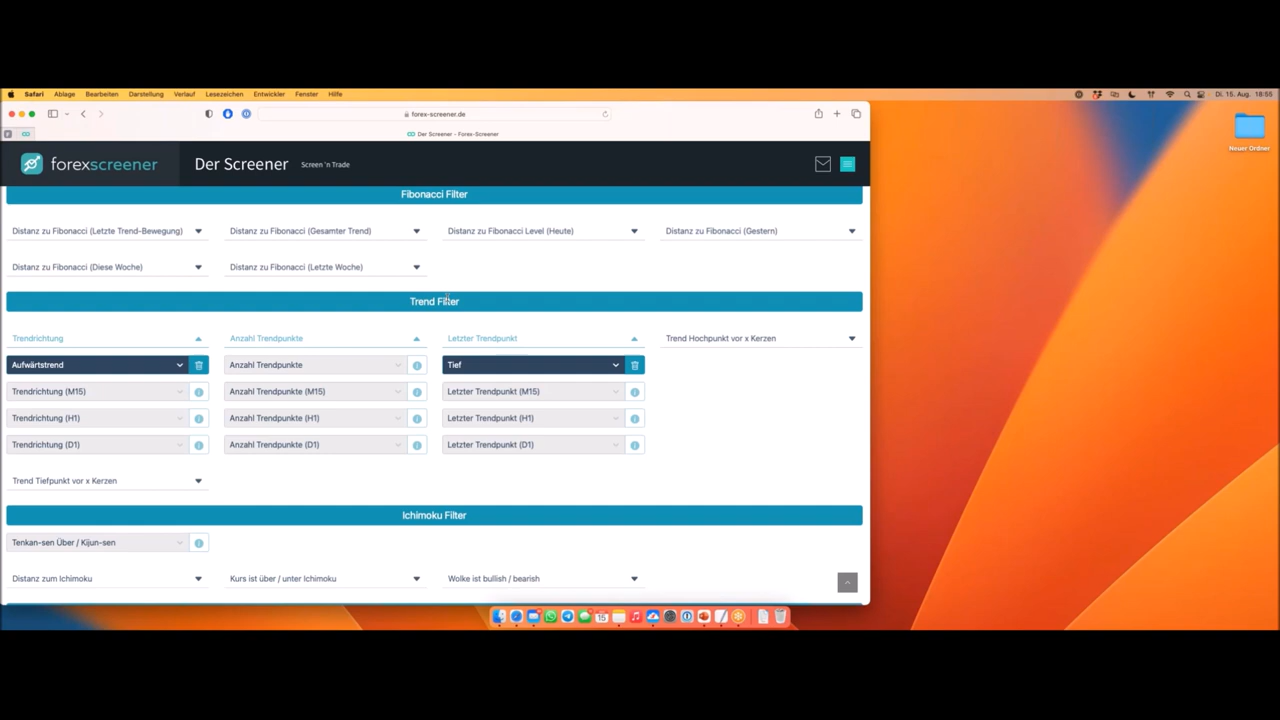 Safari Ablage Bearbeiten Darstellung Verlauf Lesezeichen Entwickler Fenster Hilfe
Di. 15. Aug. 18:55
forex-screener.de
Der Screener - Forex-Screener
Neuer Ordner
forexscreener Der Screener Screen 'n Trade
Fibonacci Filter
Distanz zu Fibonacci (Letzte Trend-Bewegung) Distanz zu Fibonacci (Gesamter Trend) Distanz zu Fibonacci Level (Heute) Distanz zu Fibonacci (Gestern)
Distanz zu Fibonacci (Diese Woche) Distanz zu Fibonacci (Letzte Woche)
Trend Filter
Trendrichtung Anzahl Trendpunkte Letzter Trendpunkt Trend Hochpunkt vor x Kerzen
Aufwärtstrend Anzahl Trendpunkte Tief
Trendrichtung (M15) Anzahl Trendpunkte (M15) Letzter Trendpunkt (M15)
Trendrichtung (H1) Anzahl Trendpunkte (H1) Letzter Trendpunkt (H1)
Trendrichtung (D1) Anzahl Trendpunkte (D1) Letzter Trendpunkt (D1)
Trend Tiefpunkt vor x Kerzen
Ichimoku Filter
Tenkan-sen Über / Kijun-sen
Distanz zum Ichimoku Kurs ist über / unter Ichimoku Wolke ist bullish / bearish
15